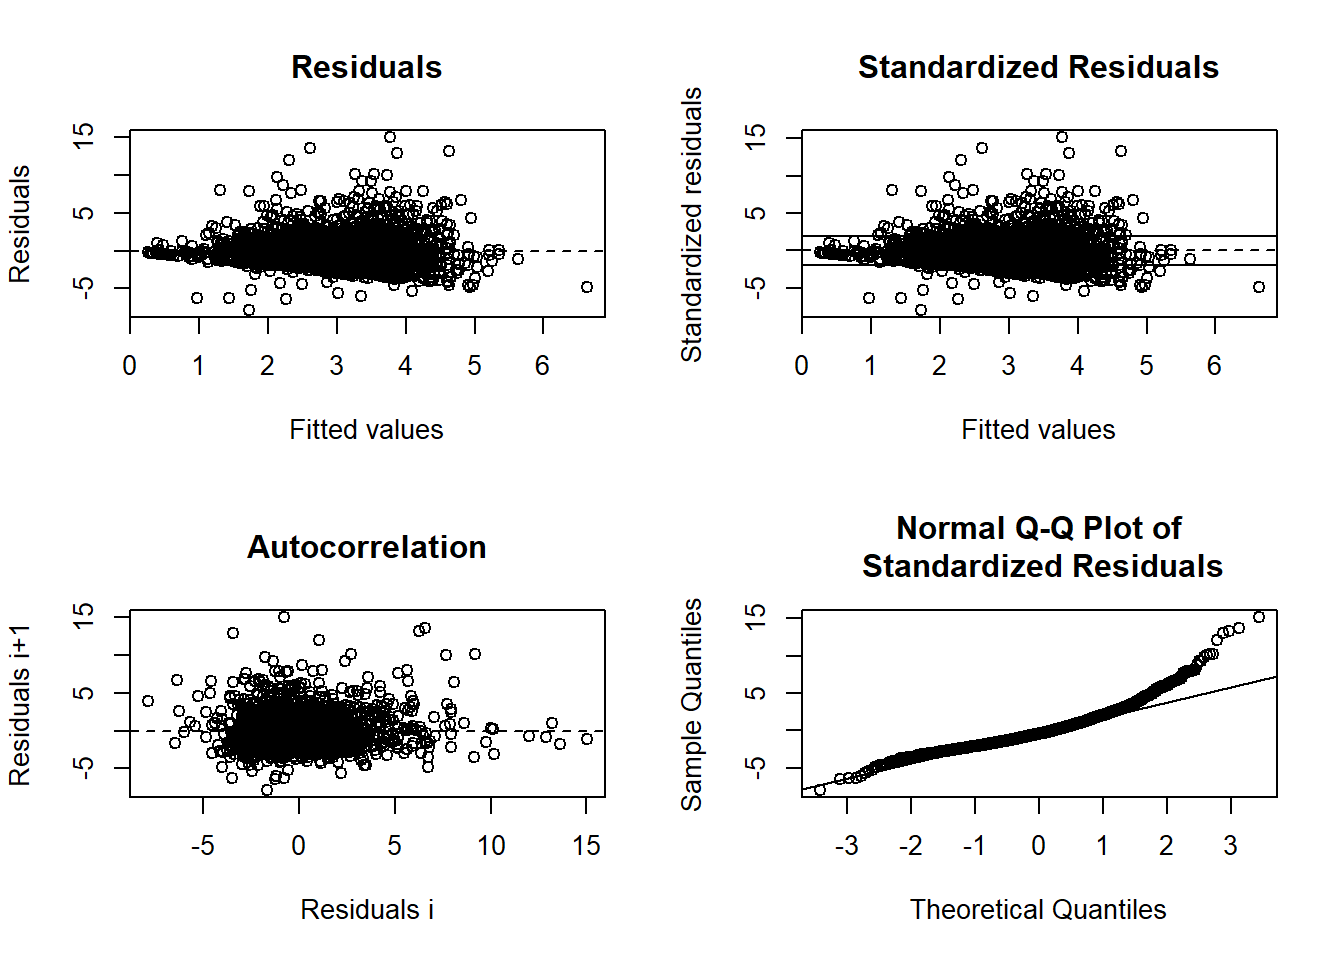 Residuals
Residuals
15
5
-5
0 1 2 3 4 5 6
Fitted values
Standardized Residuals
Standardized residuals
15
5
-5
0 1 2 3 4 5 6
Fitted values
Autocorrelation
Residuals i+1
15
5
-5
-5 0 5 10 15
Residuals i
Normal Q-Q Plot of
Standardized Residuals
Sample Quantiles
15
5
-5
-3 -2 -1 0 1 2 3
Theoretical Quantiles